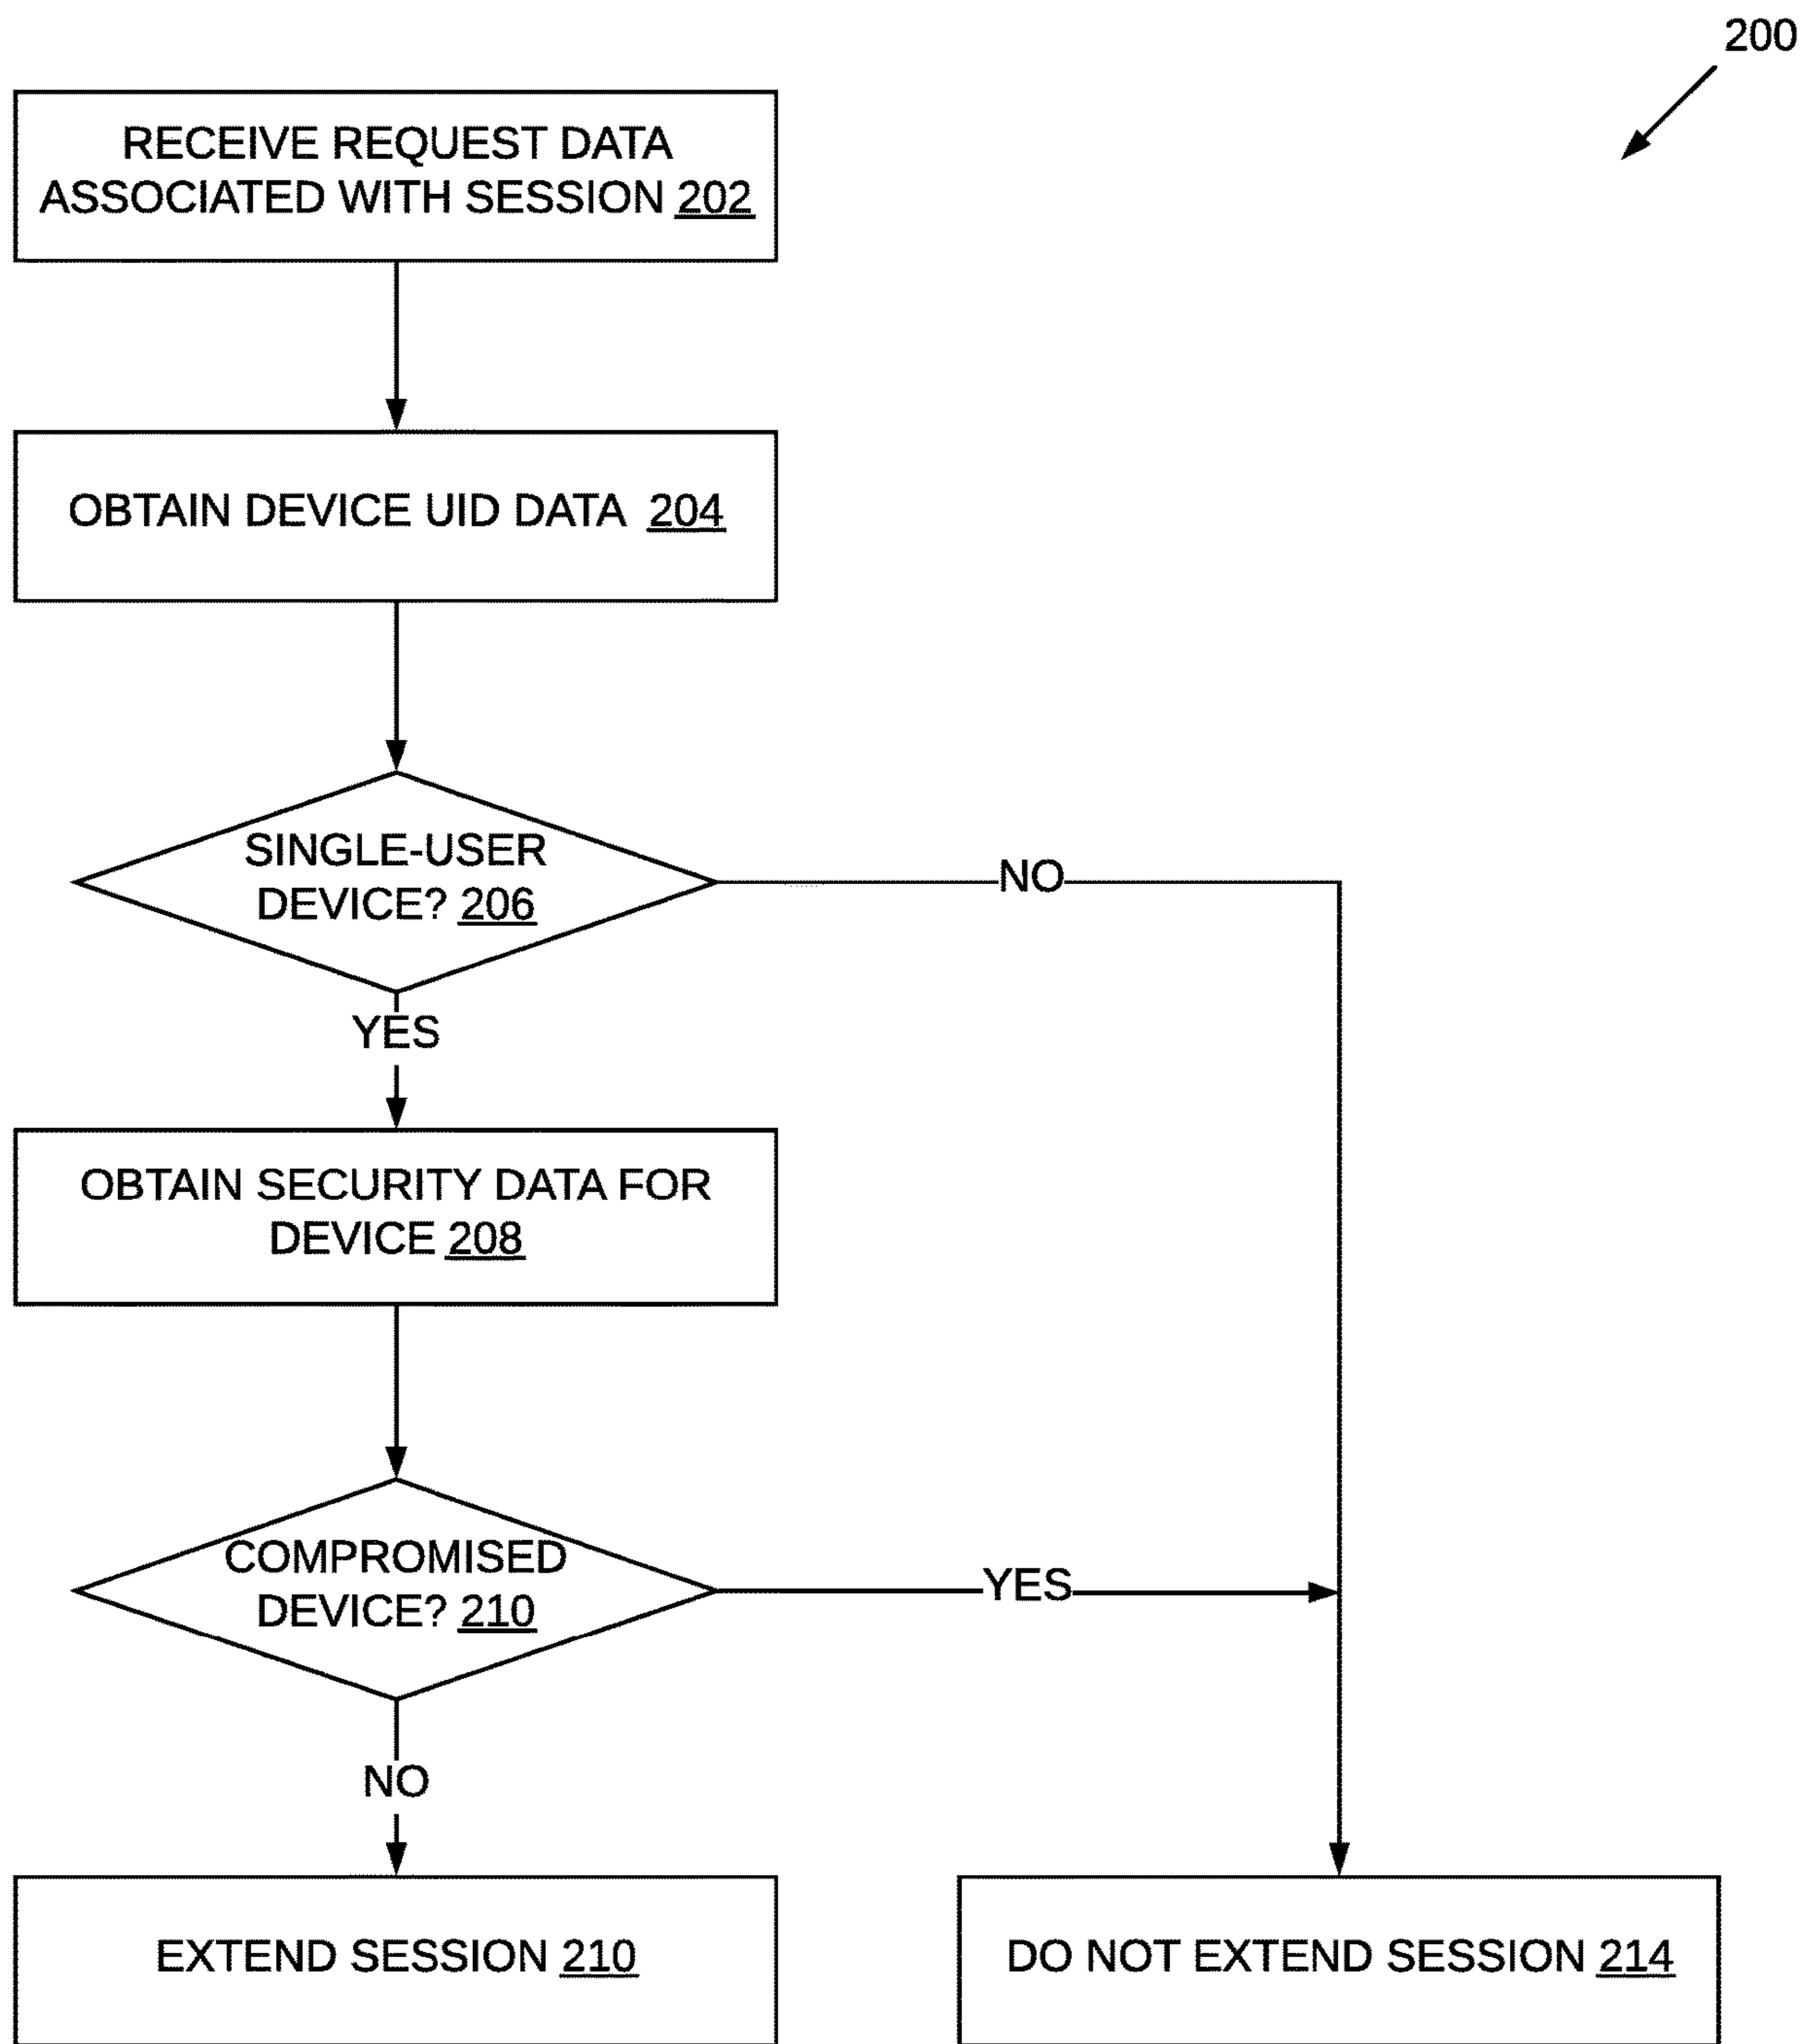 200
RECEIVE REQUEST DATA
ASSOCIATED WITH SESSION 202
OBTAIN DEVICE UID DATA 204
SINGLE-USER
DEVICE? 206
NO
YES
OBTAIN SECURITY DATA FOR
DEVICE 208
COMPROMISED
DEVICE? 210
YES
NO
EXTEND SESSION 210
DO NOT EXTEND SESSION 214